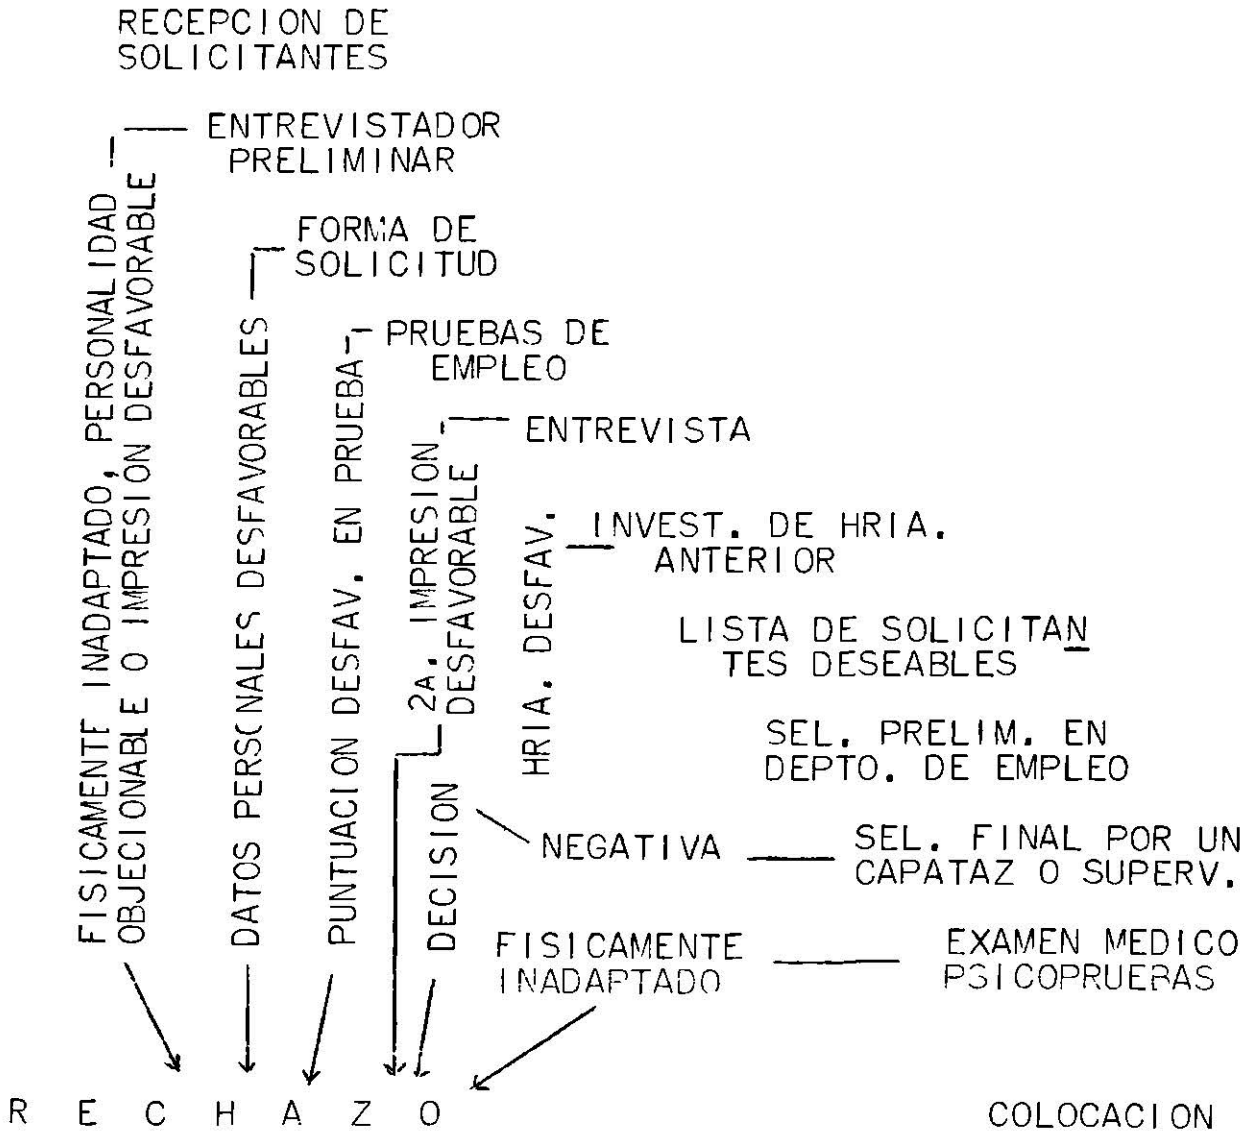 RECEPCION DE
SOLICITANTES
ENTREVISTADOR
PRELIMINAR
FISICAMENTE INADAPTADO, PERSONALIDAD
OBJECIONABLE O IMPRESION DESFAVORABLE
FORMA DE
SOLICITUD
DATOS PERSONALES DESFAVORABLES
PRUEBAS DE
EMPLEO
PUNTUACION DESFAV. EN PRUEBA
ENTREVISTA
2A. IMPRESION
DESFAVORABLE
INVEST. DE HRIA.
ANTERIOR
HRIA. DESFAV.
LISTA DE SOLICITAN
TES DESEABLES
SEL. PRELIM. EN
DEPTO. DE EMPLEO
SEL. FINAL POR UN
CAPATAZ O SUPERV.
NEGATIVA
DECISION
EXAMEN MEDICO
PSICOPRUEBAS
FISICAMENTE
INADAPTADO
R E C H A Z O
COLOCACION